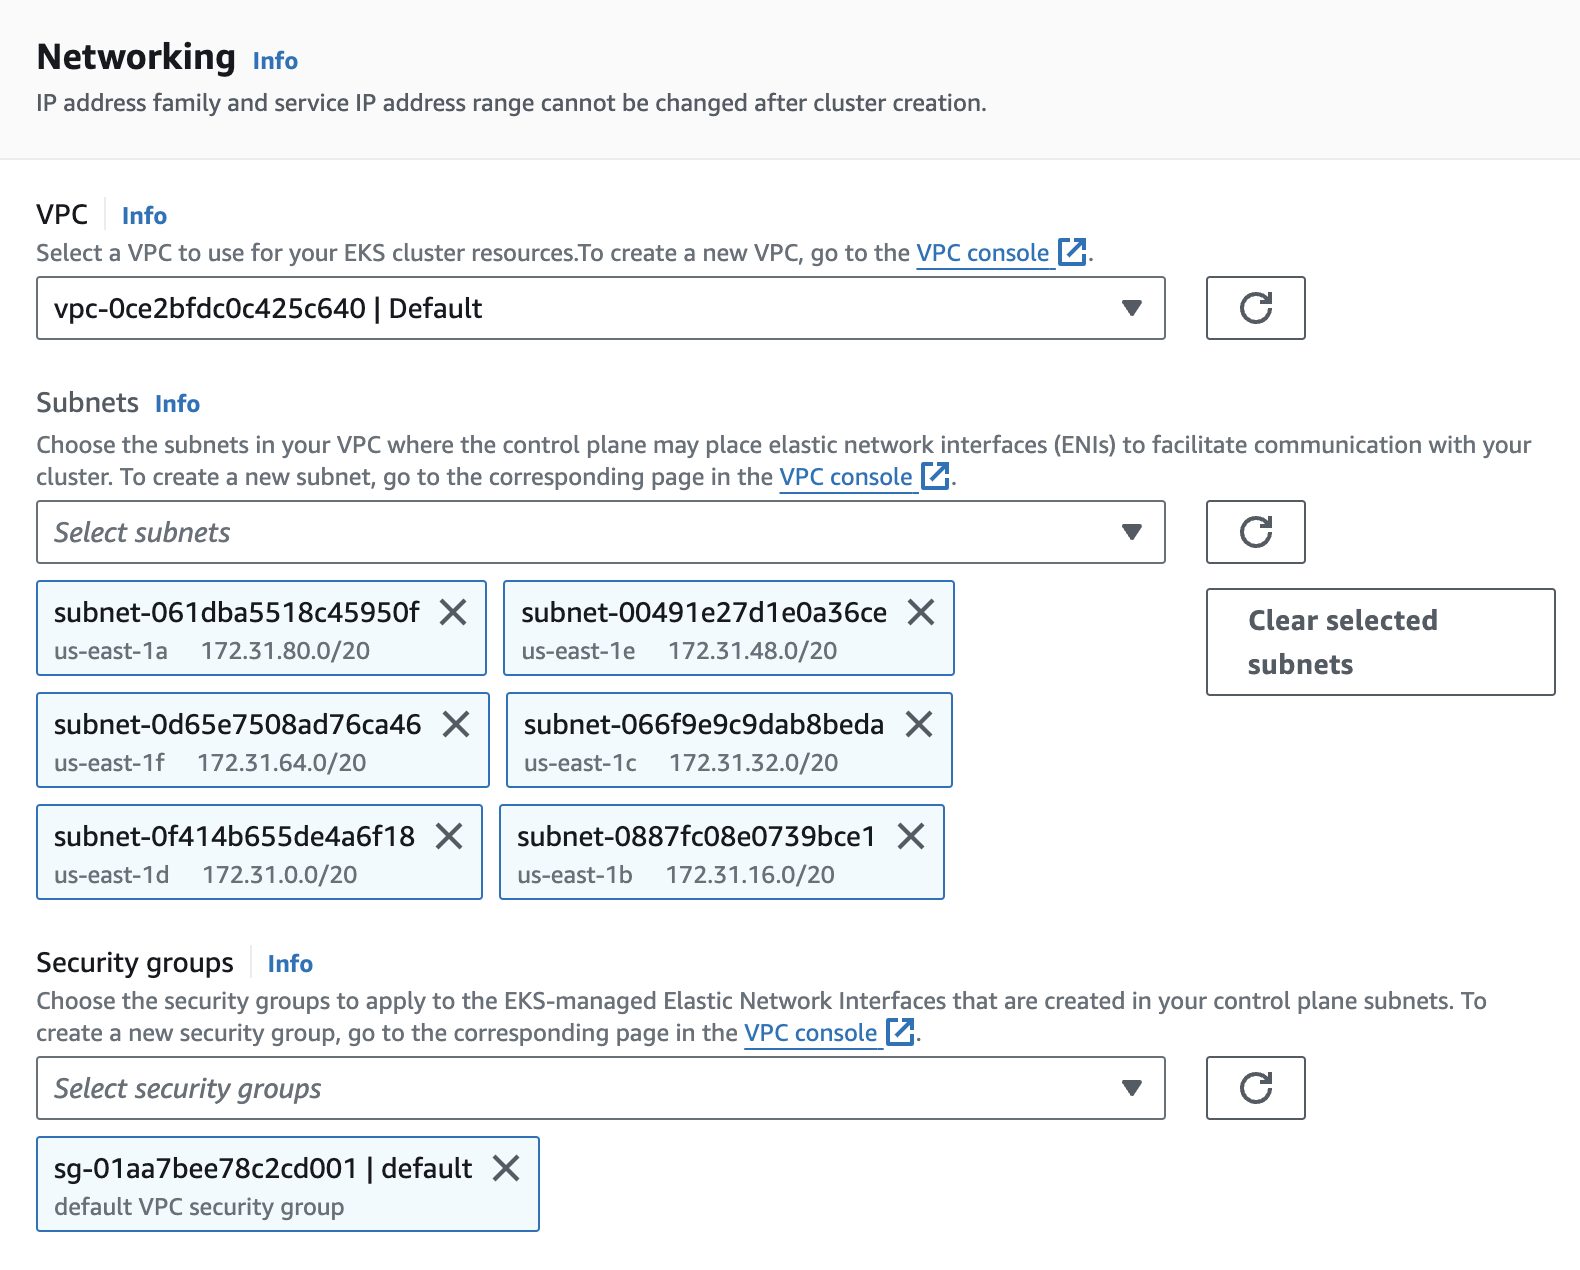 Networking Info
IP address family and service IP address range cannot be changed after cluster creation.
VPC Info
Select a VPC to use for your EKS cluster resources.To create a new VPC, go to the VPC console.
vpc-0ce2bfdc0c425c640 | Default
Subnets Info
Choose the subnets in your VPC where the control plane may place elastic network interfaces (ENIs) to facilitate communication with your
cluster. To create a new subnet, go to the corresponding page in the VPC console.
Select subnets
subnet-061dba5518c45950f
us-east-1a 172.31.80.0/20
subnet-00491e27d1e0a36ce
us-east-1e 172.31.48.0/20
Clear selected
subnets
subnet-0d65e7508ad76ca46
us-east-1f 172.31.64.0/20
subnet-066f9e9c9dab8beda
us-east-1c 172.31.32.0/20
subnet-0f414b655de4a6f18
us-east-1d 172.31.0.0/20
subnet-0887fc08e0739bce1
us-east-1b 172.31.16.0/20
Security groups Info
Choose the security groups to apply to the EKS-managed Elastic Network Interfaces that are created in your control plane subnets. To
create a new security group, go to the corresponding page in the VPC console.
Select security groups
sg-01aa7bee78c2cd001 | default
default VPC security group